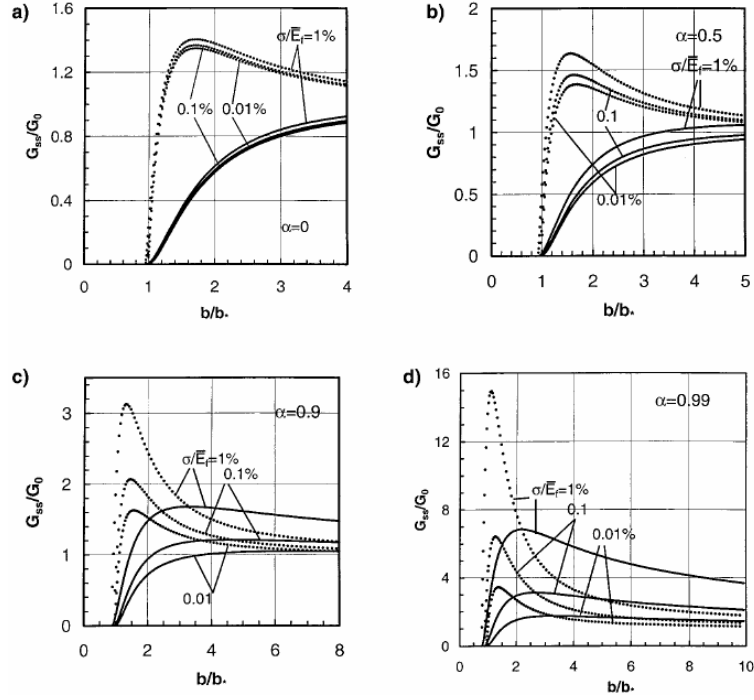 a)
G_ss/G_0
1.6
1.2
0.8
0.4
0
σ/E̅_f=1%
0.1%
0.01%
α=0
0 1 2 3 4
b/b*
b)
G_ss/G_0
2
1.5
1
0.5
0
α=0.5
σ/E̅_f=1%
0.1
0.01%
0 1 2 3 4 5
b/b*
c)
G_ss/G_0
3
2
1
0
α=0.9
σ/E̅_f=1%
0.1%
0.01
0 2 4 6 8
b/b*
d)
G_ss/G_0
16
12
8
4
0
α=0.99
σ/E̅_f=1%
0.1
0.01%
0 2 4 6 8 10
b/b*